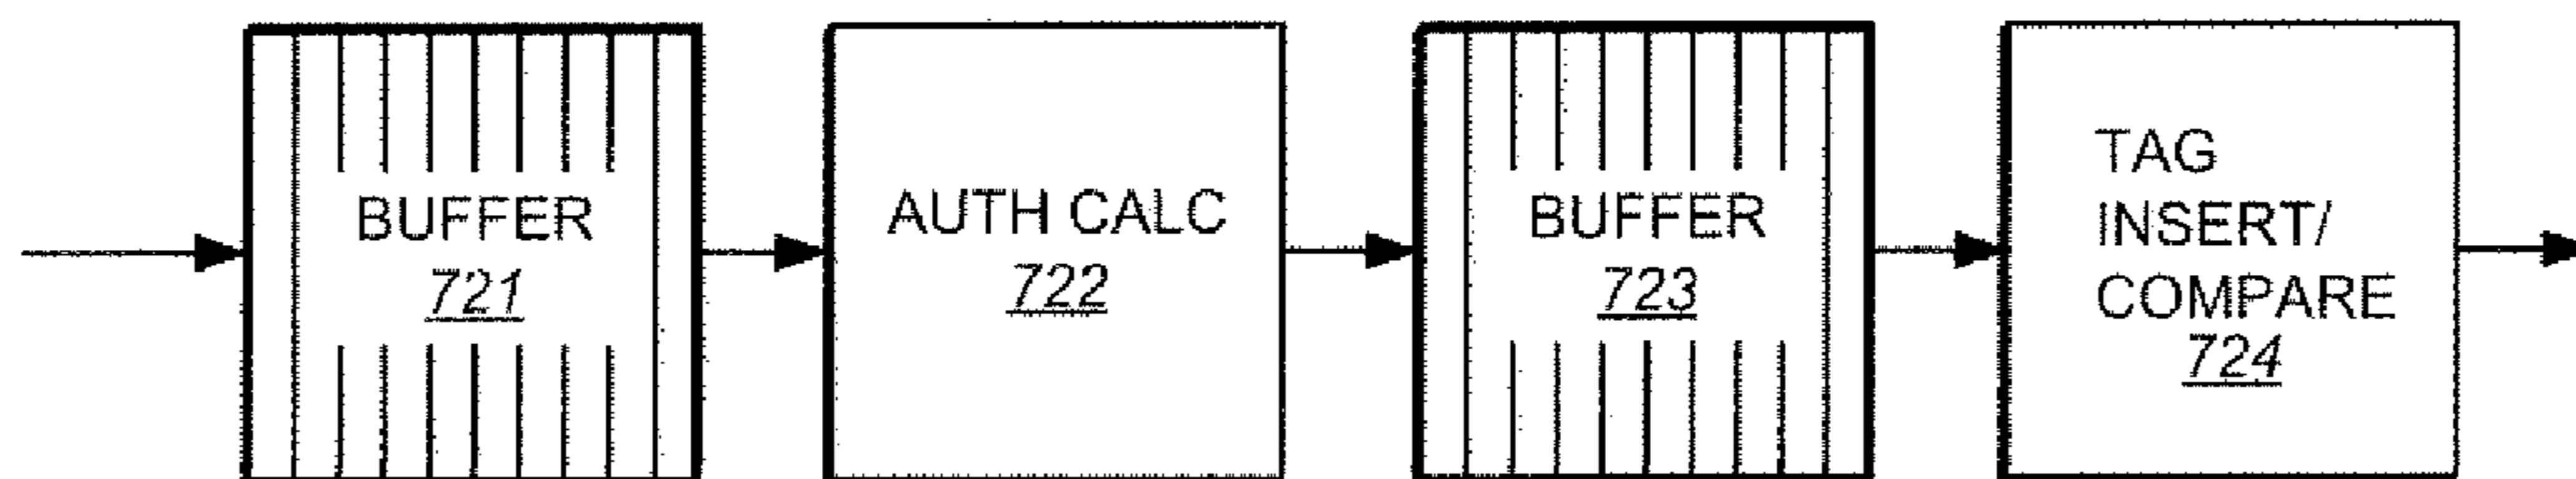 BUFFER
721
AUTH CALC
722
BUFFER
723
TAG
INSERT/
COMPARE
724